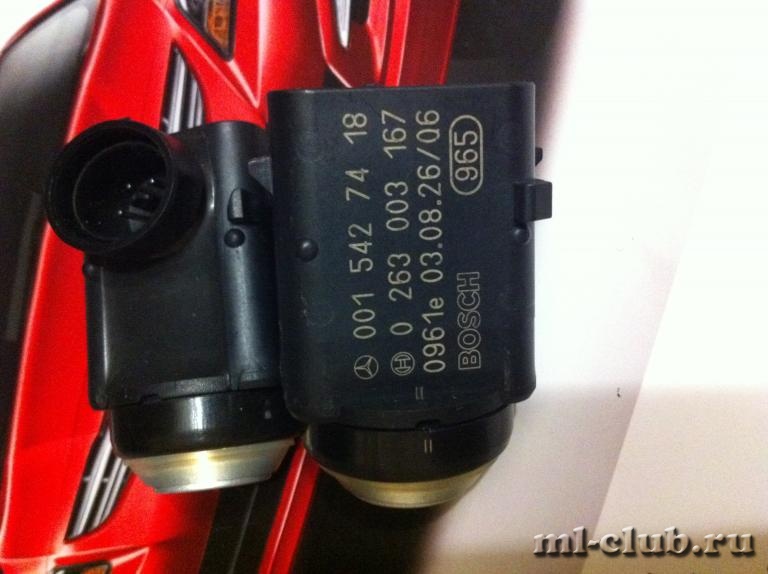 001 542 74 18
0 263 003 167
0961e 03.08.26/06
965
BOSCH
=
=
ml-club.ru